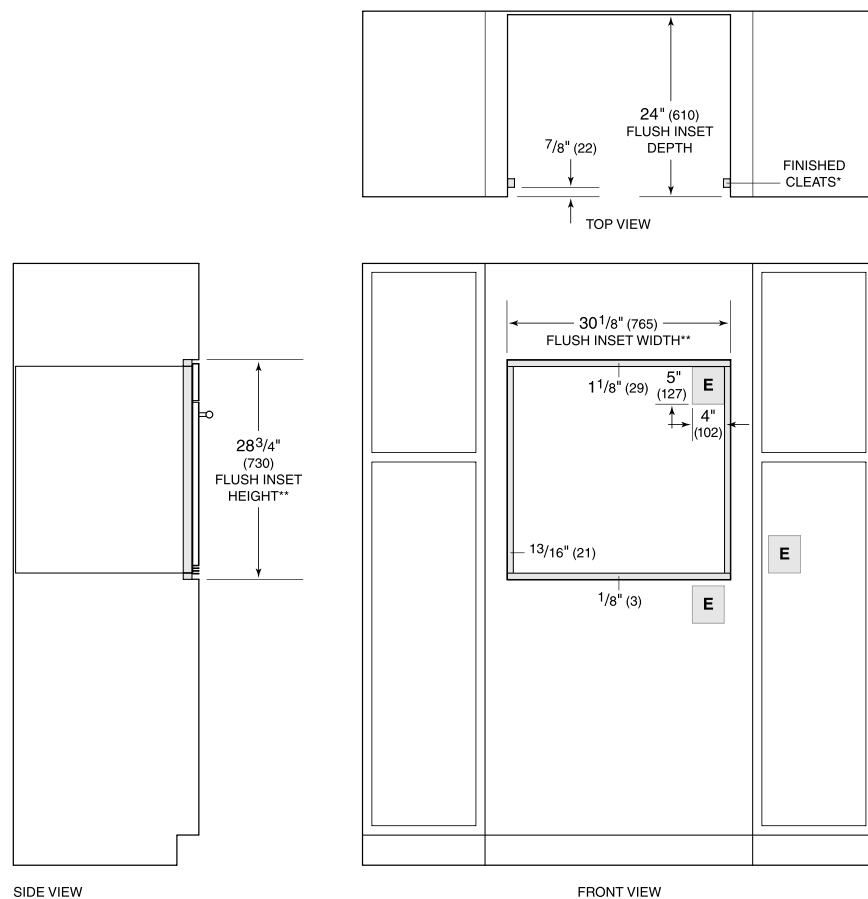 24" (610)
FLUSH INSET
DEPTH
7/8" (22)
FINISHED
CLEATS*
TOP VIEW
30 1/8" (765)
FLUSH INSET WIDTH**
1 1/8" (29)
5"
(127)
E
4"
(102)
28 3/4"
(730)
FLUSH INSET
HEIGHT**
13/16" (21)
E
1/8" (3)
E
SIDE VIEW
FRONT VIEW